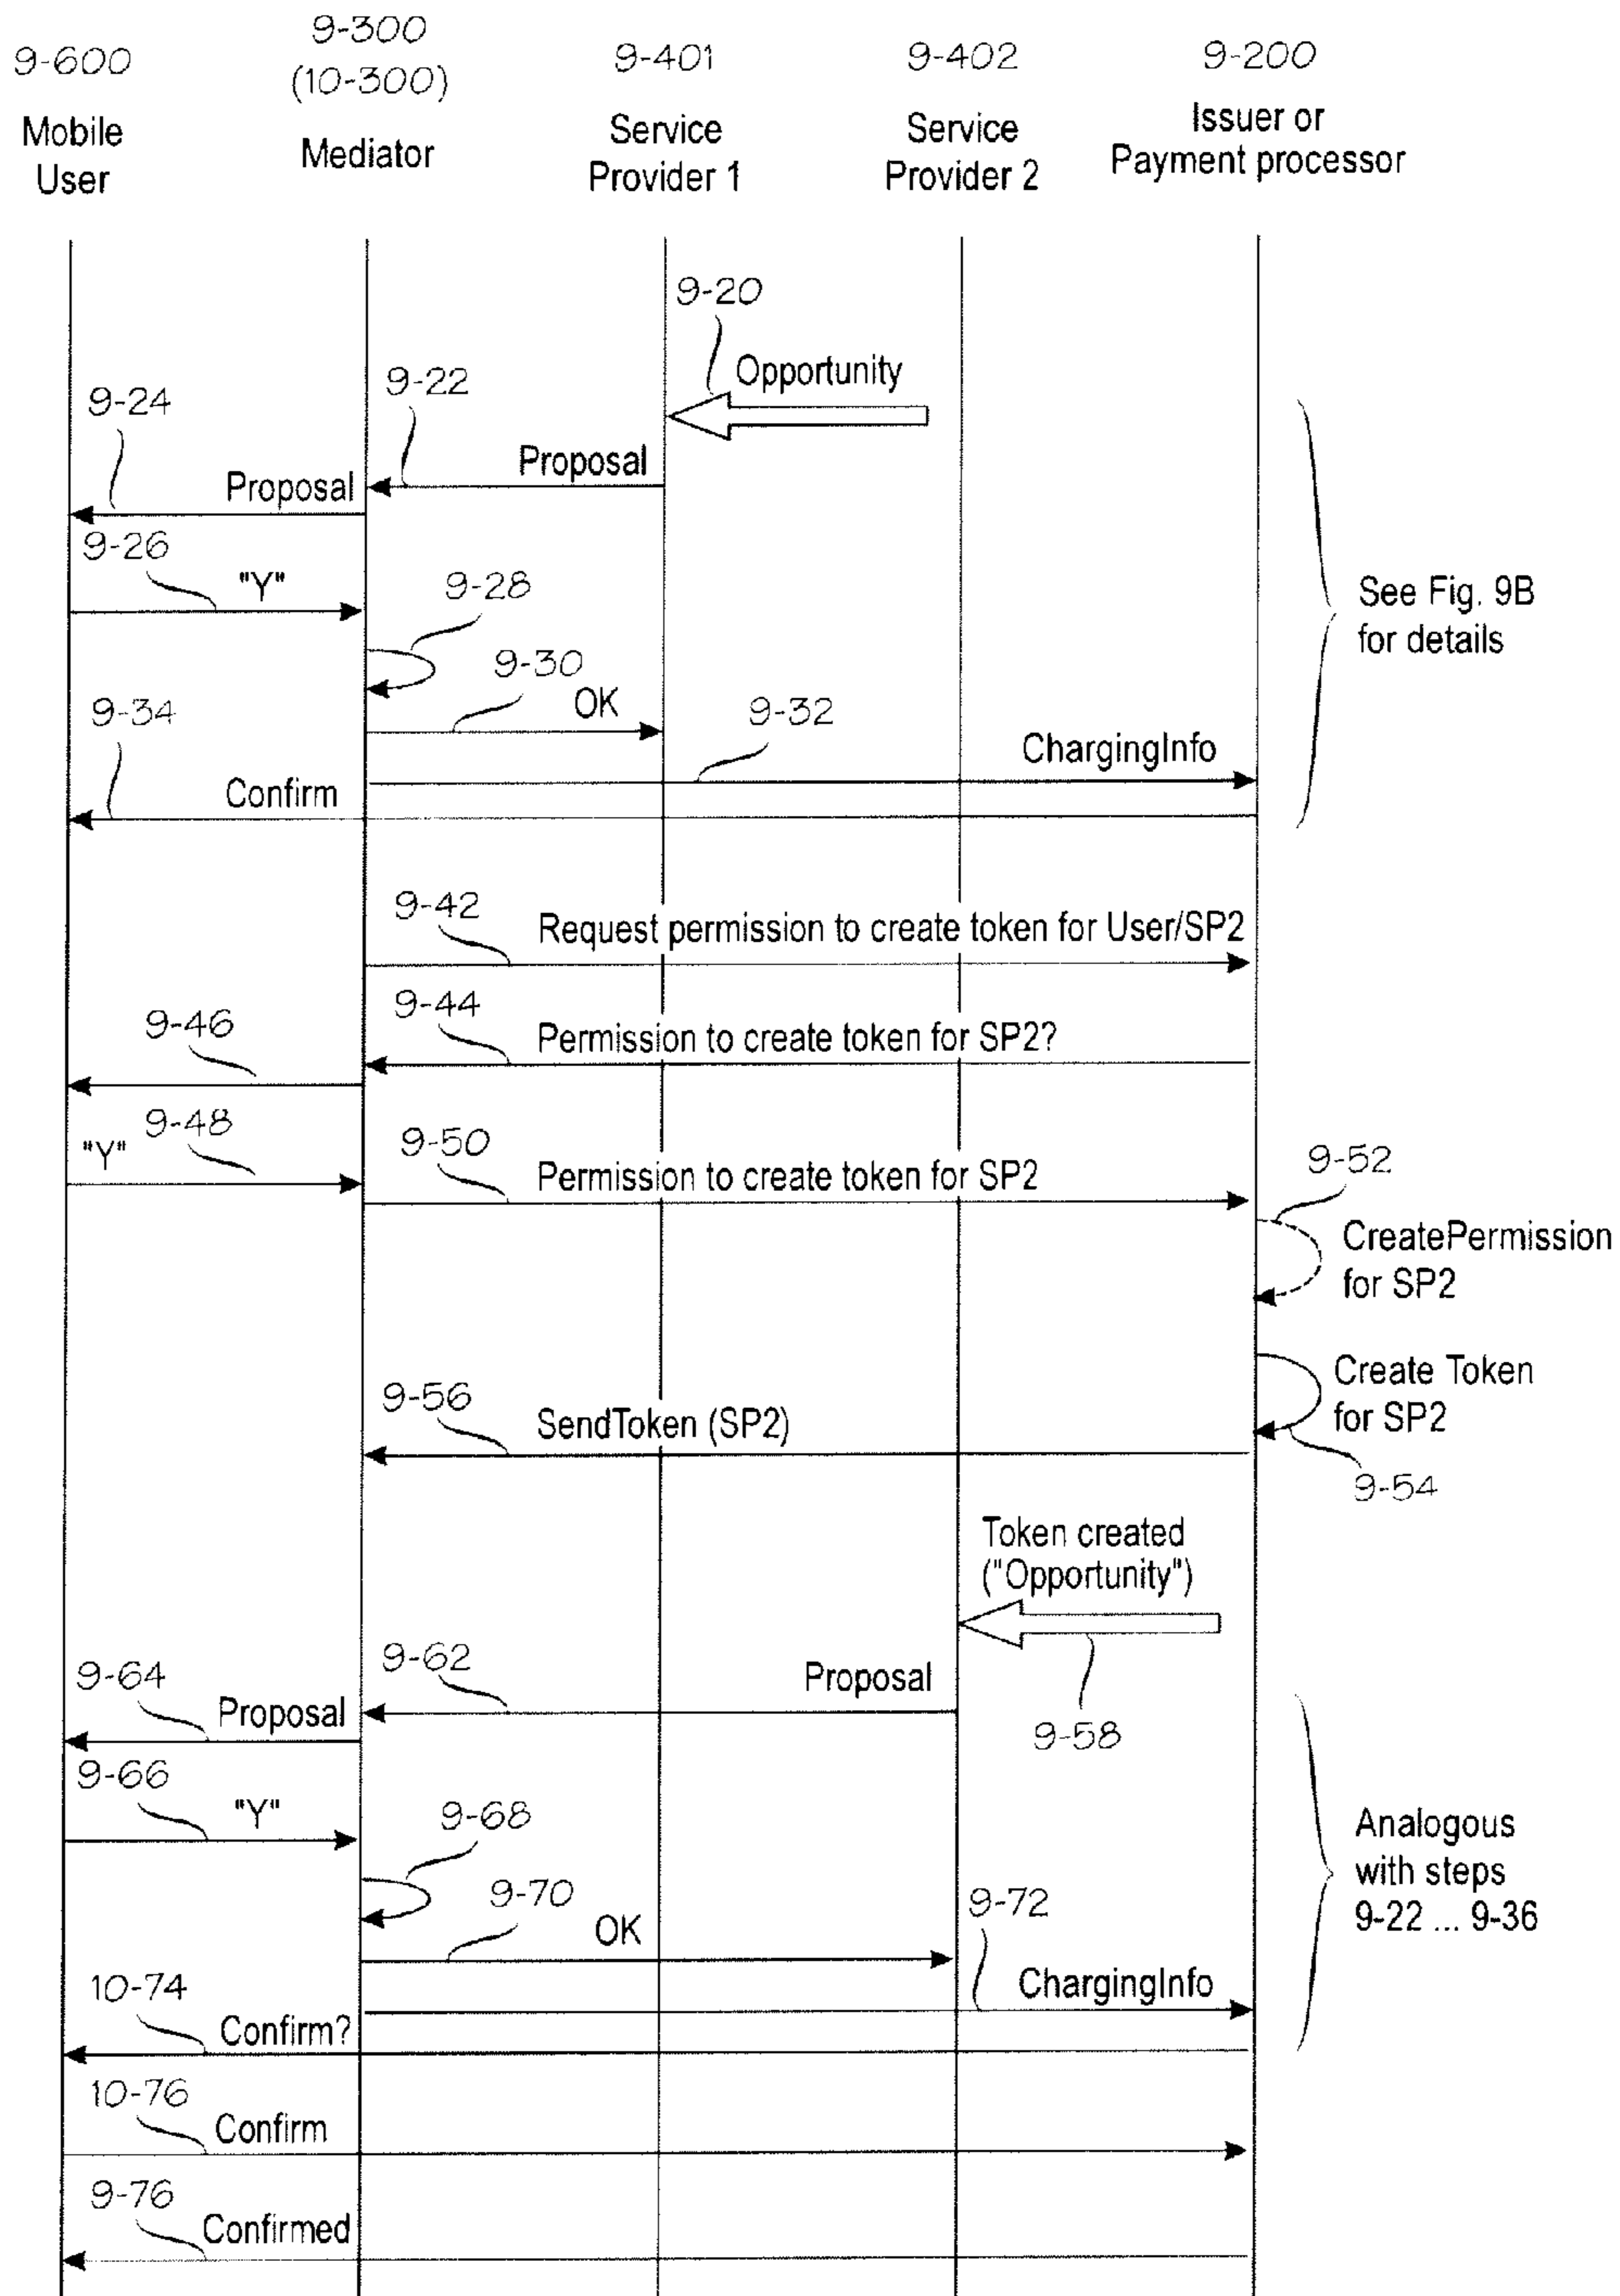 9-600
Mobile
User
9-300
(10-300)
Mediator
9-401
Service
Provider 1
9-402
Service
Provider 2
9-200
Issuer or
Payment processor
9-20
Opportunity
9-22
Proposal
9-24
Proposal
9-26
"Y"
9-28
9-30
OK
9-32
ChargingInfo
9-34
Confirm
See Fig. 9B
for details
9-42
Request permission to create token for User/SP2
9-44
Permission to create token for SP2?
9-46
9-48
"Y"
9-50
Permission to create token for SP2
9-52
CreatePermission
for SP2
Create Token
for SP2
9-54
9-56
SendToken (SP2)
Token created
("Opportunity")
9-58
9-62
Proposal
9-64
Proposal
9-66
"Y"
9-68
9-70
OK
9-72
ChargingInfo
10-74
Confirm?
Analogous
with steps
9-22 ... 9-36
10-76
Confirm
9-76
Confirmed